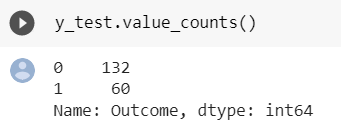 y_test.value_counts()
0    132
1     60
Name: Outcome, dtype: int64